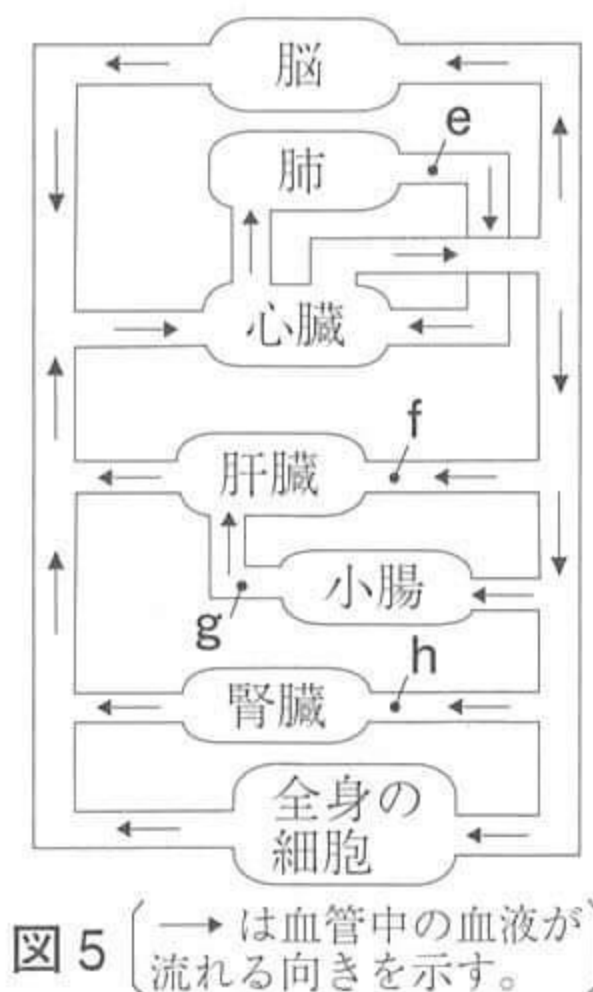 脳
e
肺
心臓
f
肝臓
小腸
g
h
腎臓
全身の
細胞
図5 → は血管中の血液が
流れる向きを示す。